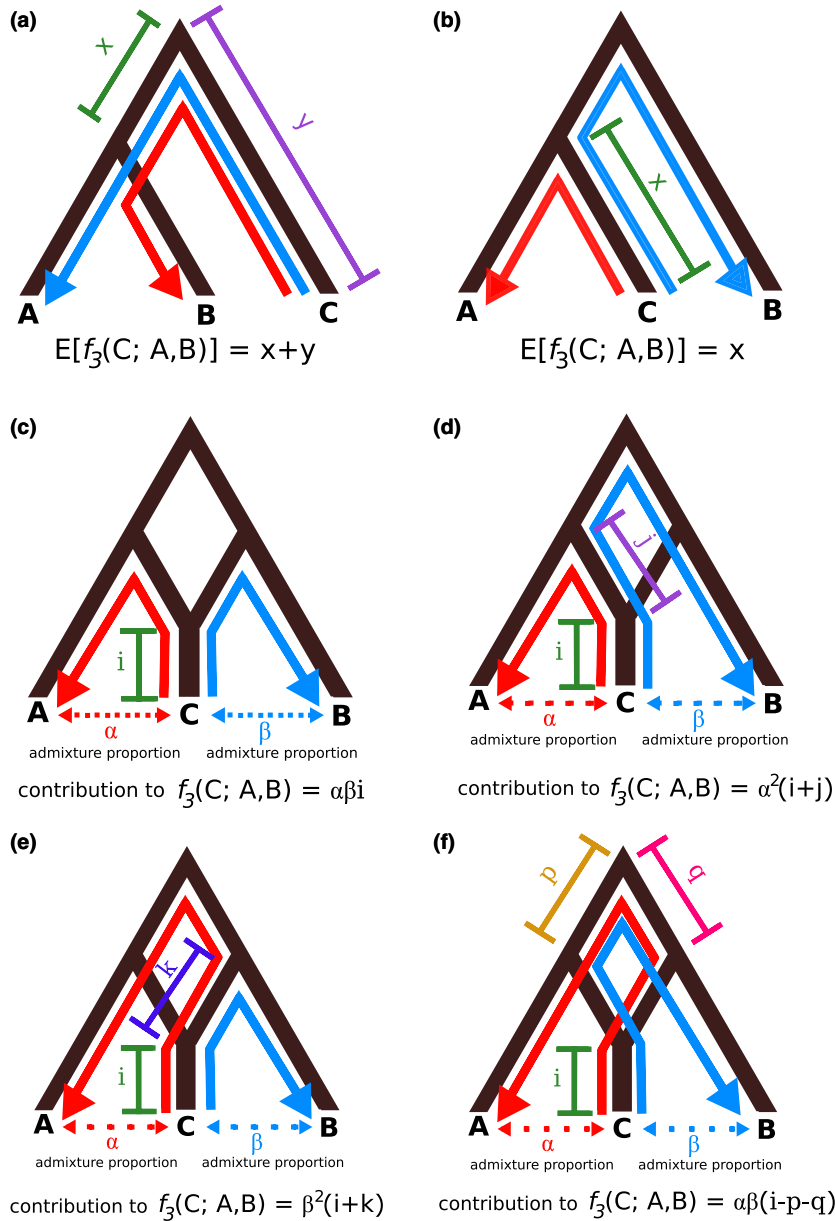 (a)
x
y
A
B
C
E[f3(C; A,B)] = x+y
(b)
x
A
C
B
E[f3(C; A,B)] = x
(c)
i
A
C
B
α
β
admixture proportion
admixture proportion
contribution to f3(C; A,B) = αβi
(d)
j
i
A
C
B
α
β
admixture proportion
admixture proportion
contribution to f3(C; A,B) = α²(i+j)
(e)
k
i
A
C
B
α
β
admixture proportion
admixture proportion
contribution to f3(C; A,B) = β²(i+k)
(f)
p
q
i
A
C
B
α
β
admixture proportion
admixture proportion
contribution to f3(C; A,B) = αβ(i-p-q)